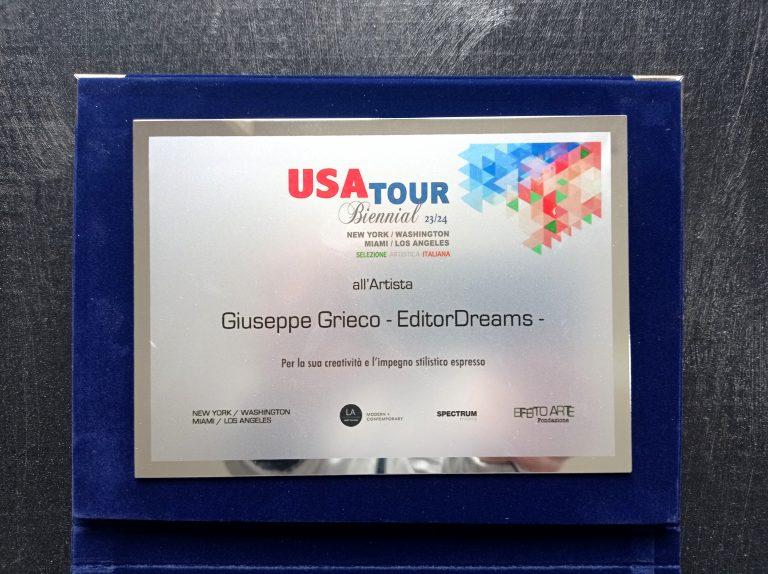 USA TOUR
Biennial 23/24
NEW YORK / WASHINGTON
MIAMI / LOS ANGELES
SELEZIONE ARTISTICA ITALIANA
all'Artista
Giuseppe Grieco - EditorDreams -
Per la sua creatività e l'impegno stilistico espresso
NEW YORK / WASHINGTON
MIAMI / LOS ANGELES
LA
MODERN +
CONTEMPORARY
SPECTRUM
EFFETTO ARTE
Fondazione